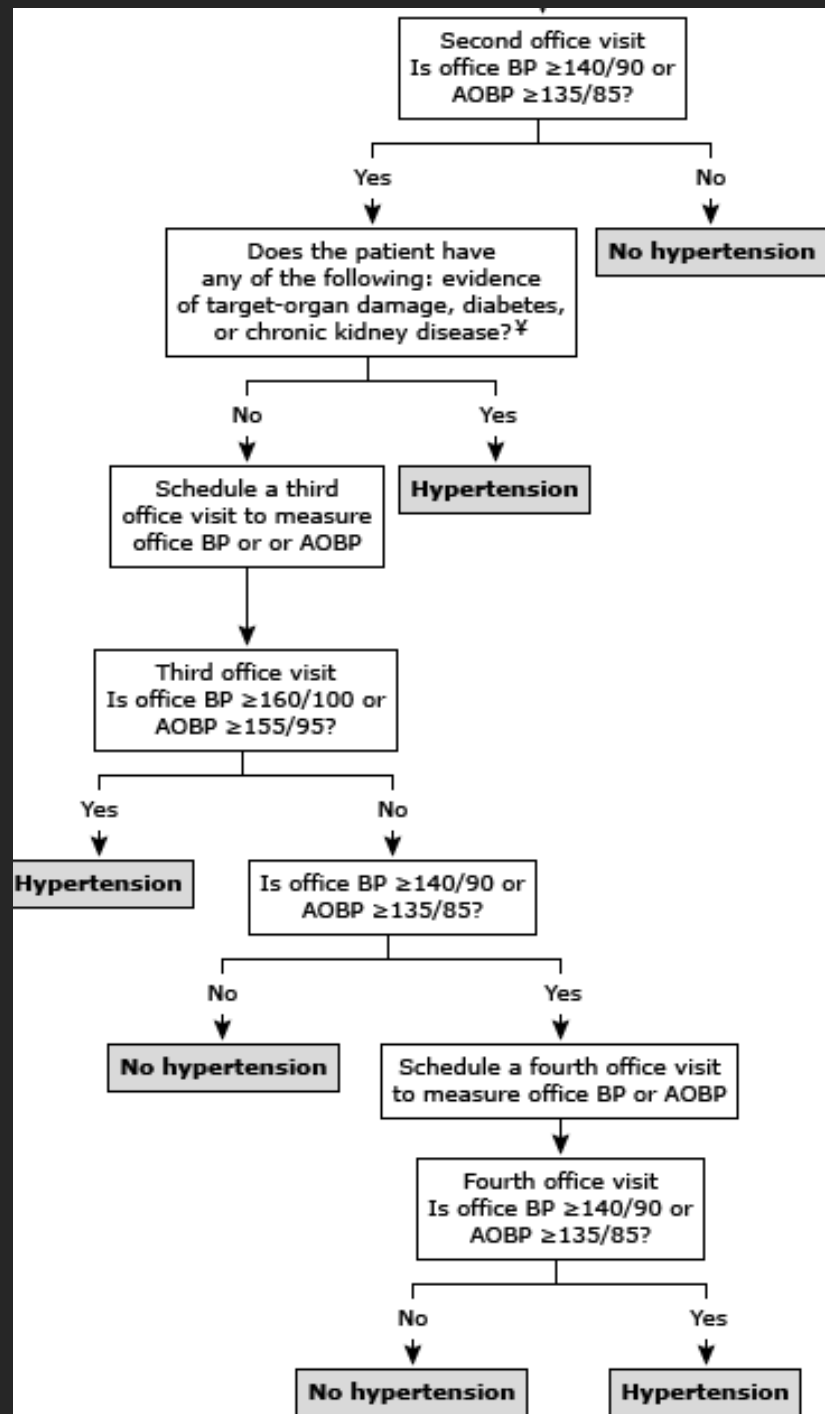 Second office visit
Is office BP ≥140/90 or
AOBP ≥135/85?
Yes
No
Does the patient have
any of the following: evidence
of target-organ damage, diabetes,
or chronic kidney disease?¥
No hypertension
No
Yes
Schedule a third
office visit to measure
office BP or or AOBP
Hypertension
Third office visit
Is office BP ≥160/100 or
AOBP ≥155/95?
Yes
No
Hypertension
Is office BP ≥140/90 or
AOBP ≥135/85?
No
Yes
No hypertension
Schedule a fourth office visit
to measure office BP or AOBP
Fourth office visit
Is office BP ≥140/90 or
AOBP ≥135/85?
No
Yes
No hypertension
Hypertension